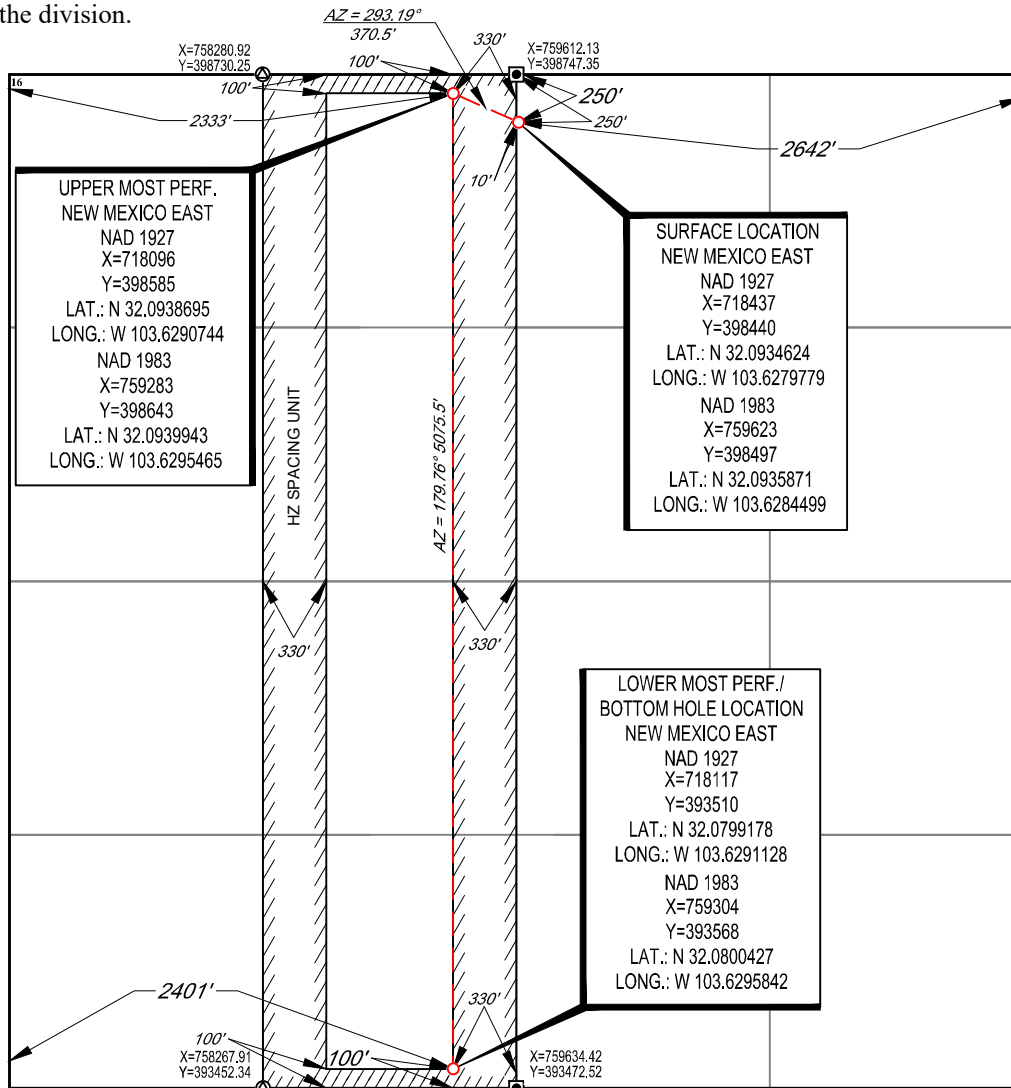 the division.
AZ = 293.19°
370.5'
X=758280.92
Y=398730.25
330'
X=759612.13
Y=398747.35
100'
16
100'
250'
2333'
250'
2642'
10'
UPPER MOST PERF.
NEW MEXICO EAST
NAD 1927
X=718096
Y=398585
LAT.: N 32.0938695
LONG.: W 103.6290744
NAD 1983
X=759283
Y=398643
LAT.: N 32.0939943
LONG.: W 103.6295465
SURFACE LOCATION
NEW MEXICO EAST
NAD 1927
X=718437
Y=398440
LAT.: N 32.0934624
LONG.: W 103.6279779
NAD 1983
X=759623
Y=398497
LAT.: N 32.0935871
LONG.: W 103.6284499
HZ SPACING UNIT
AZ = 179.76° 5075.5'
330'
330'
LOWER MOST PERF./
BOTTOM HOLE LOCATION
NEW MEXICO EAST
NAD 1927
X=718117
Y=393510
LAT.: N 32.0799178
LONG.: W 103.6291128
NAD 1983
X=759304
Y=393568
LAT.: N 32.0800427
LONG.: W 103.6295842
2401'
330'
100'
X=758267.91
Y=393452.34
100'
X=759634.42
Y=393472.52